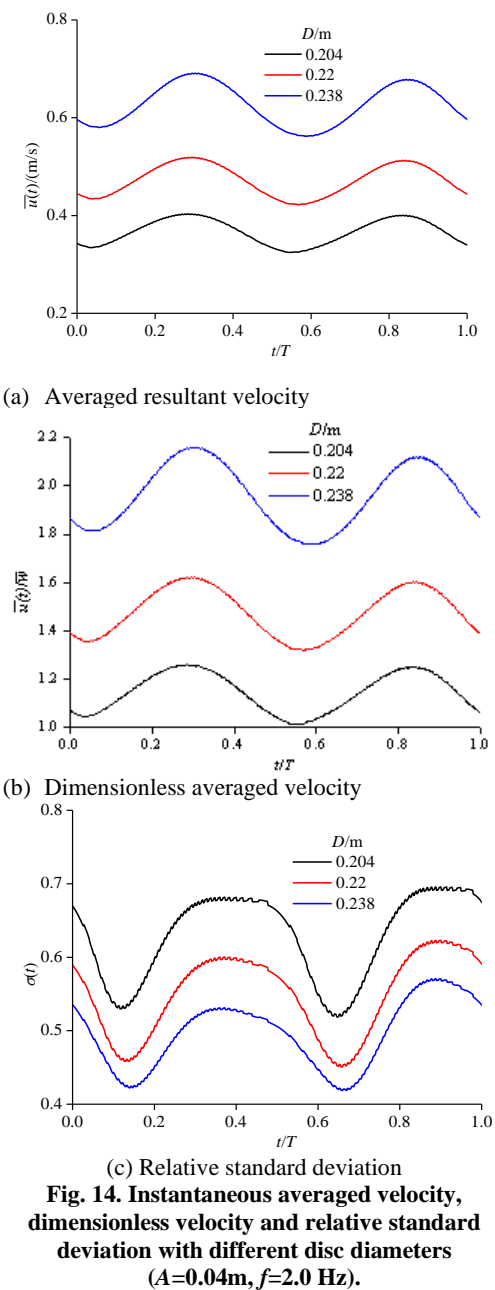 0.8
D/m
0.204
0.22
0.238
0.6
u̅(t)/(m/s)
0.4
0.2
0.0 0.2 0.4 0.6 0.8 1.0
t/T
(a) Averaged resultant velocity
2.2
D/m
0.204
2.0
0.22
0.238
1.8
u̅(t)/w̅
1.6
1.4
1.2
1.0
0.0 0.2 0.4 0.6 0.8 1.0
t/T
(b) Dimensionless averaged velocity
0.8
D/m
0.204
0.22
0.238
0.7
σ(t)
0.6
0.5
0.4
0.0 0.2 0.4 0.6 0.8 1.0
t/T
(c) Relative standard deviation
Fig. 14. Instantaneous averaged velocity,
dimensionless velocity and relative standard
deviation with different disc diameters
(A=0.04m, f=2.0 Hz).